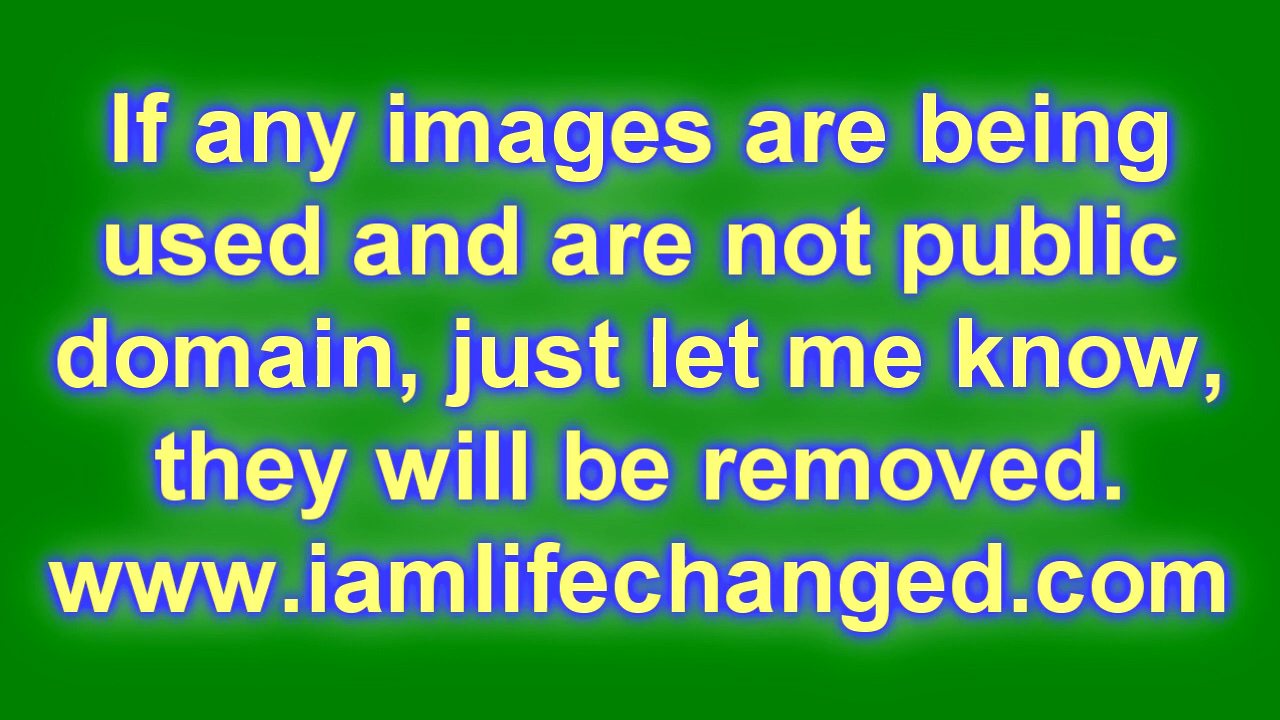 If any images are being
used and are not public
domain, just let me know,
they will be removed.
www.iamlifechanged.com